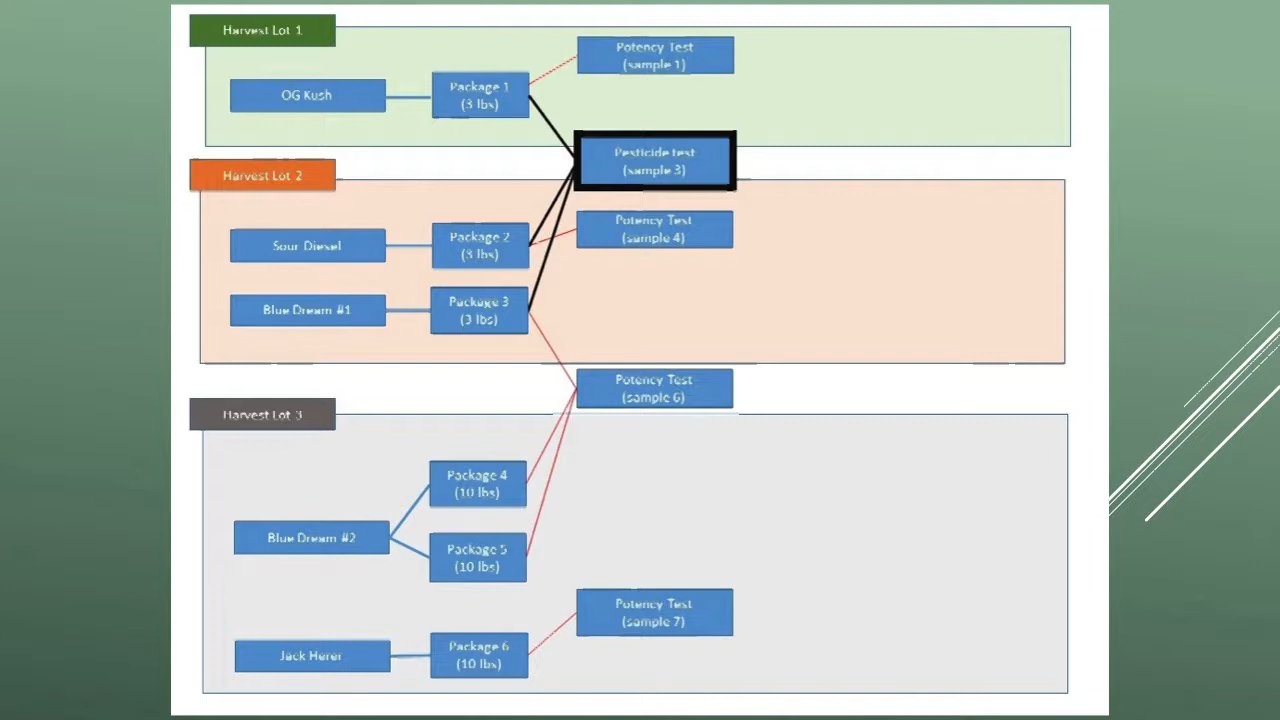 Harvest Lot 1
Potency Test
(sample 1)
OG Kush
Package 1
(3 lbs)
Pesticide test
(sample 3)
Harvest Lot 2
Potency Test
(sample 4)
Sour Diesel
Package 2
(3 lbs)
Blue Dream #1
Package 3
(3 lbs)
Potency Test
(sample 6)
Harvest Lot 3
Package 4
(10 lbs)
Blue Dream #2
Package 5
(10 lbs)
Potency Test
(sample 7)
Jack Herer
Package 6
(10 lbs)